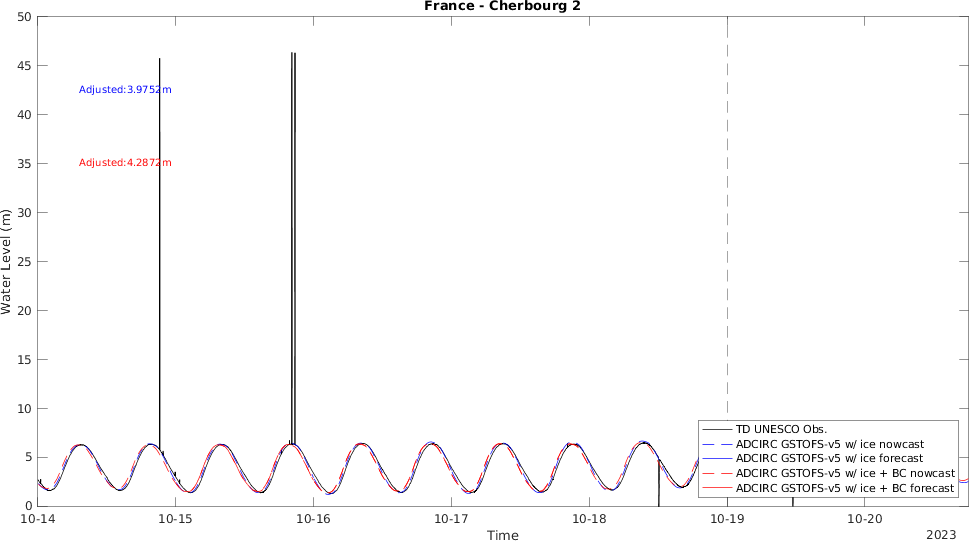 France - Cherbourg 2
50
45
40
35
30
25
20
15
10
5
0
Water Level (m)
Adjusted:3.9752m
Adjusted:4.2872m
TD UNESCO Obs.
ADCIRC GSTOFS-v5 w/ ice nowcast
ADCIRC GSTOFS-v5 w/ ice forecast
ADCIRC GSTOFS-v5 w/ ice + BC nowcast
ADCIRC GSTOFS-v5 w/ ice + BC forecast
10-14 10-15 10-16 10-17 10-18 10-19 10-20
Time
2023